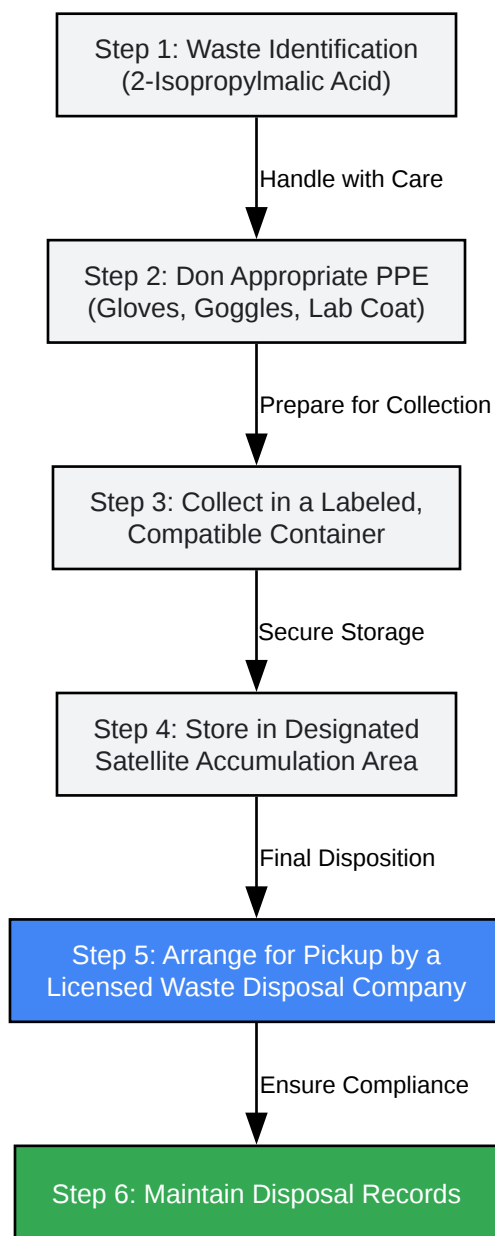 Step 1: Waste Identification
(2-Isopropylmalic Acid)
Handle with Care
Step 2: Don Appropriate PPE
(Gloves, Goggles, Lab Coat)
Prepare for Collection
Step 3: Collect in a Labeled,
Compatible Container
Secure Storage
Step 4: Store in Designated
Satellite Accumulation Area
Final Disposition
Step 5: Arrange for Pickup by a
Licensed Waste Disposal Company
Ensure Compliance
Step 6: Maintain Disposal Records